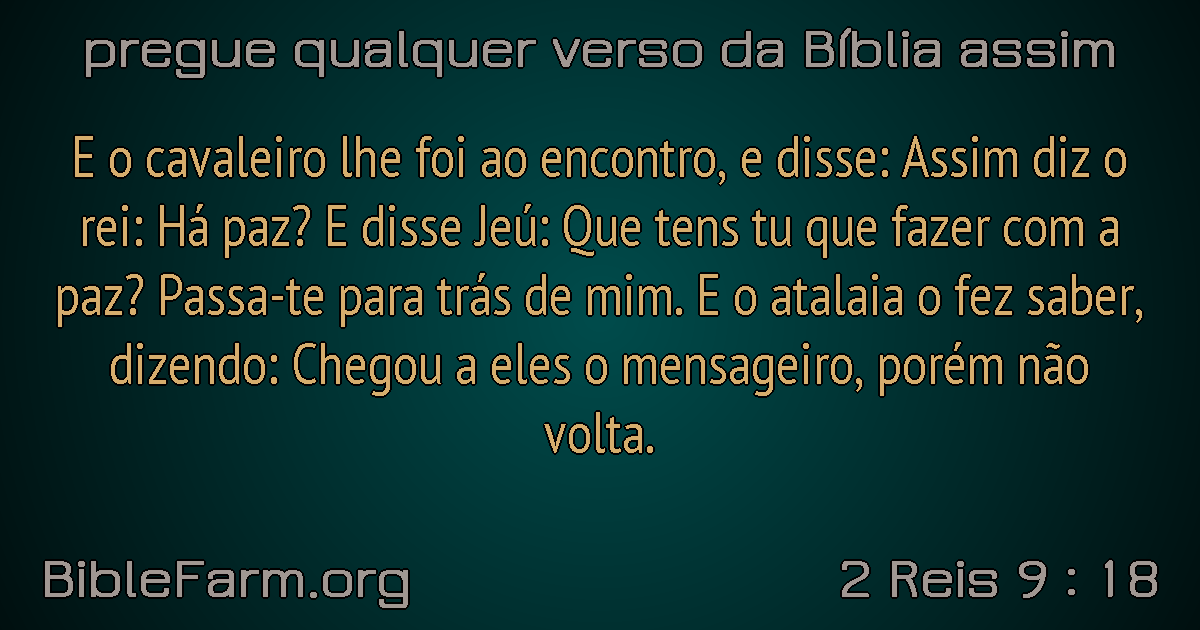 pregue qualquer verso da Bíblia assim
E o cavaleiro lhe foi ao encontro, e disse: Assim diz o
rei: Há paz? E disse Jeú: Que tens tu que fazer com a
paz? Passa-te para trás de mim. E o atalaia o fez saber,
dizendo: Chegou a eles o mensageiro, porém não
volta.
BibleFarm.org
2 Reis 9 : 18